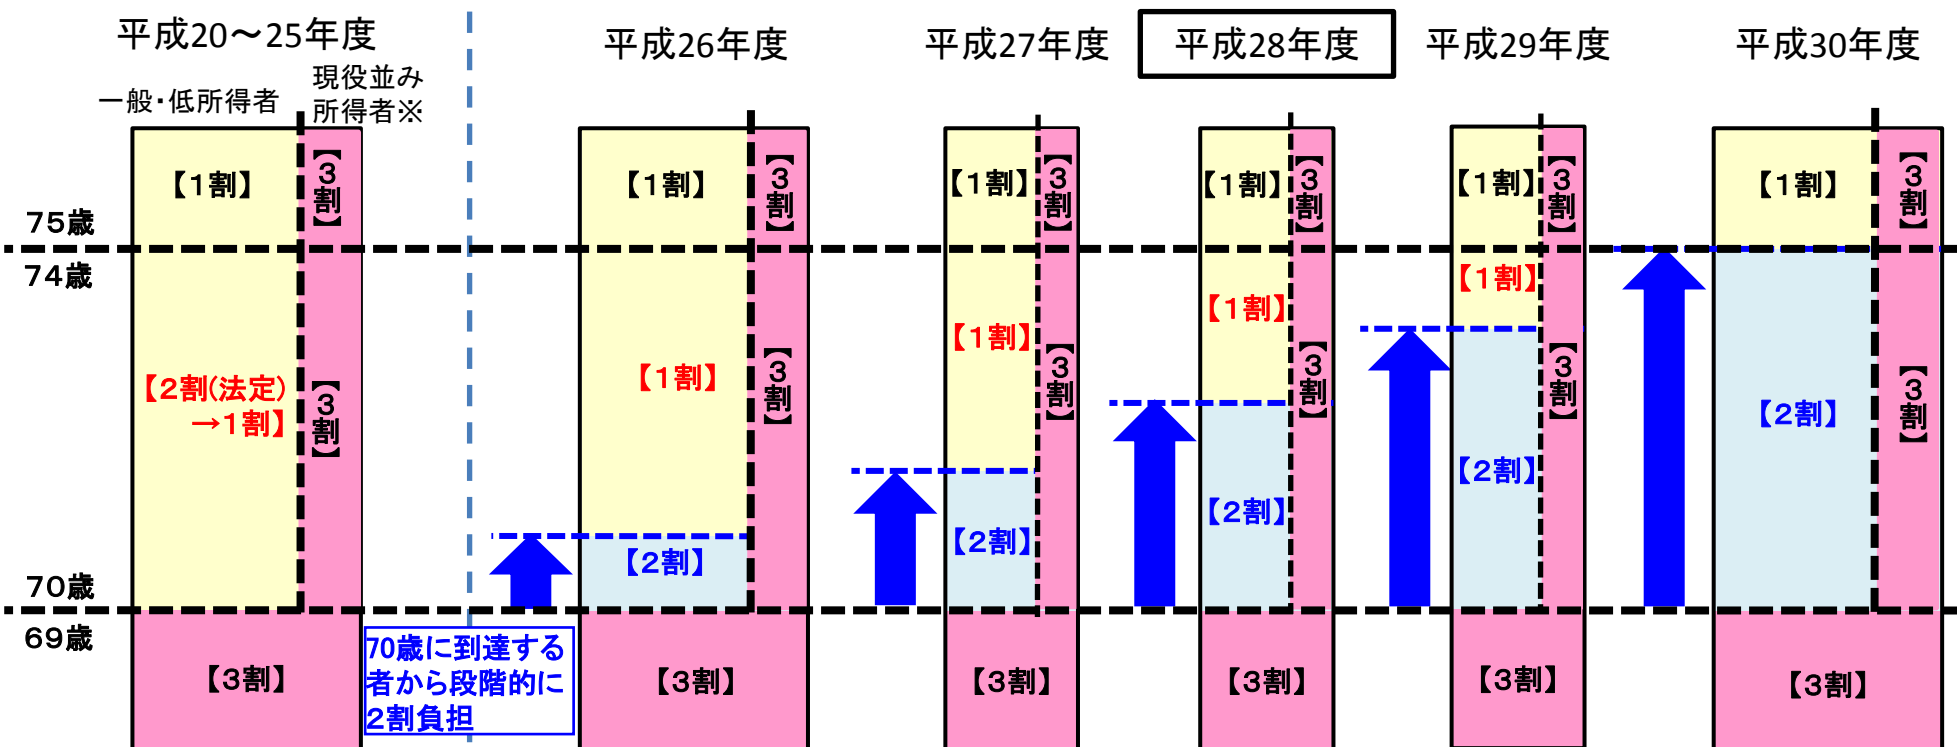 平成20～25年度
平成26年度
平成27年度
平成28年度
平成29年度
平成30年度
一般・低所得者
現役並み
所得者※
75歳
74歳
70歳
69歳
【1割】
【3割】
【2割(法定)
→1割】
【3割】
【3割】
70歳に到達する
者から段階的に
2割負担
【1割】
【3割】
【1割】
【3割】
【2割】
【3割】
【1割】
【3割】
【1割】
【3割】
【2割】
【3割】
【1割】
【3割】
【1割】
【3割】
【2割】
【3割】
【1割】
【3割】
【1割】
【3割】
【2割】
【3割】
【1割】
【3割】
【2割】
【3割】
【3割】